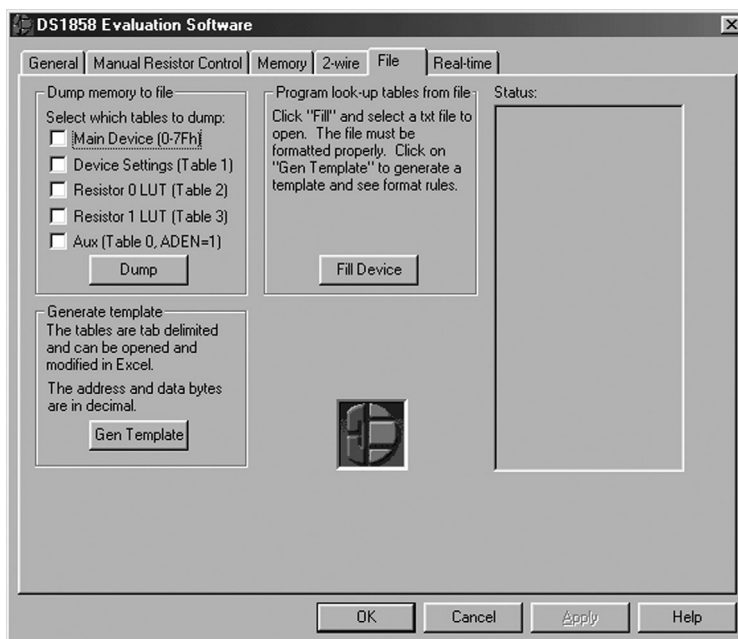 DS1858 Evaluation Software
General
Manual Resistor Control
Memory
2-wire
File
Real-time
Dump memory to file
Select which tables to dump:
Main Device (0-7Fh)
Device Settings (Table 1)
Resistor 0 LUT (Table 2)
Resistor 1 LUT (Table 3)
Aux (Table 0, ADEN=1)
Dump
Program look-up tables from file
Click "Fill" and select a txt file to
open. The file must be
formatted properly. Click on
"Gen Template" to generate a
template and see format rules.
Fill Device
Status:
Generate template
The tables are tab delimited
and can be opened and
modified in Excel.
The address and data bytes
are in decimal.
Gen Template
OK
Cancel
Apply
Help